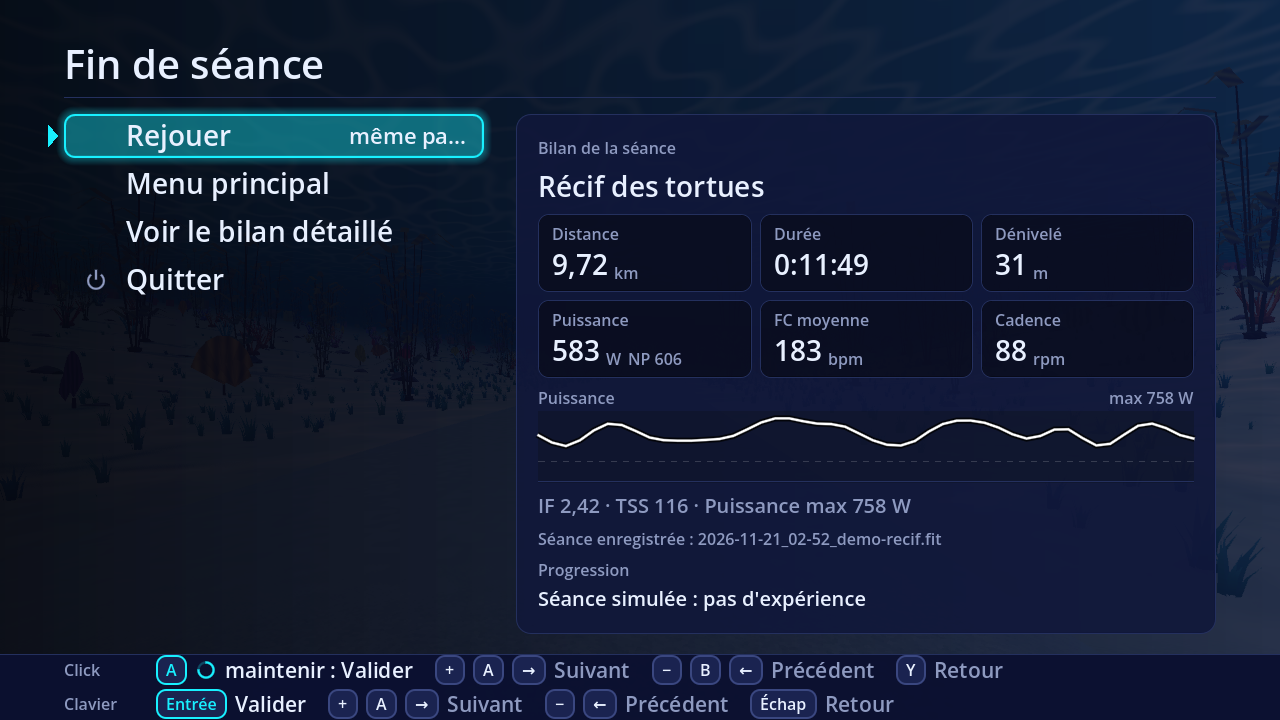 Fin de séance
Rejouer même pa...
Menu principal
Voir le bilan détaillé
Quitter
Bilan de la séance
Récif des tortues
Distance Durée Dénivelé
9,72 km 0:11:49 31 m
Puissance FC moyenne Cadence
583 W NP 606 183 bpm 88 rpm
Puissance max 758 W
IF 2,42 · TSS 116 · Puissance max 758 W
Séance enregistrée : 2026-11-21_02-52_demo-recif.fit
Progression
Séance simulée : pas d'expérience
Click A maintenir : Valider + A → Suivant − B ← Précédent Y Retour
Clavier Entrée Valider + A → Suivant − ← Précédent Échap Retour